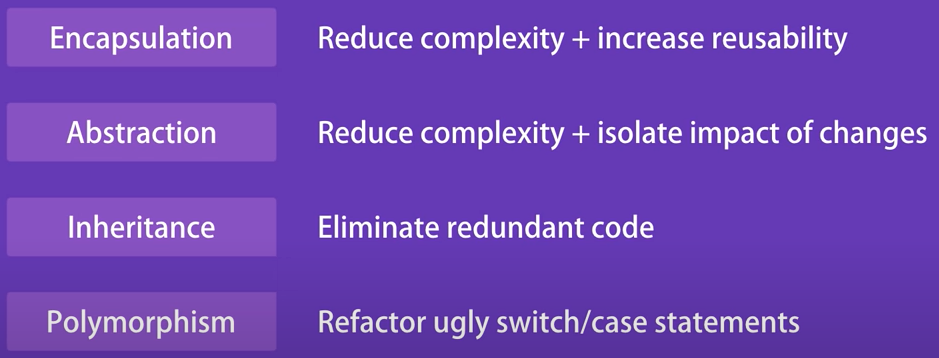 Encapsulation Reduce complexity + increase reusability
Abstraction Reduce complexity + isolate impact of changes
Inheritance Eliminate redundant code
Polymorphism Refactor ugly switch/case statements